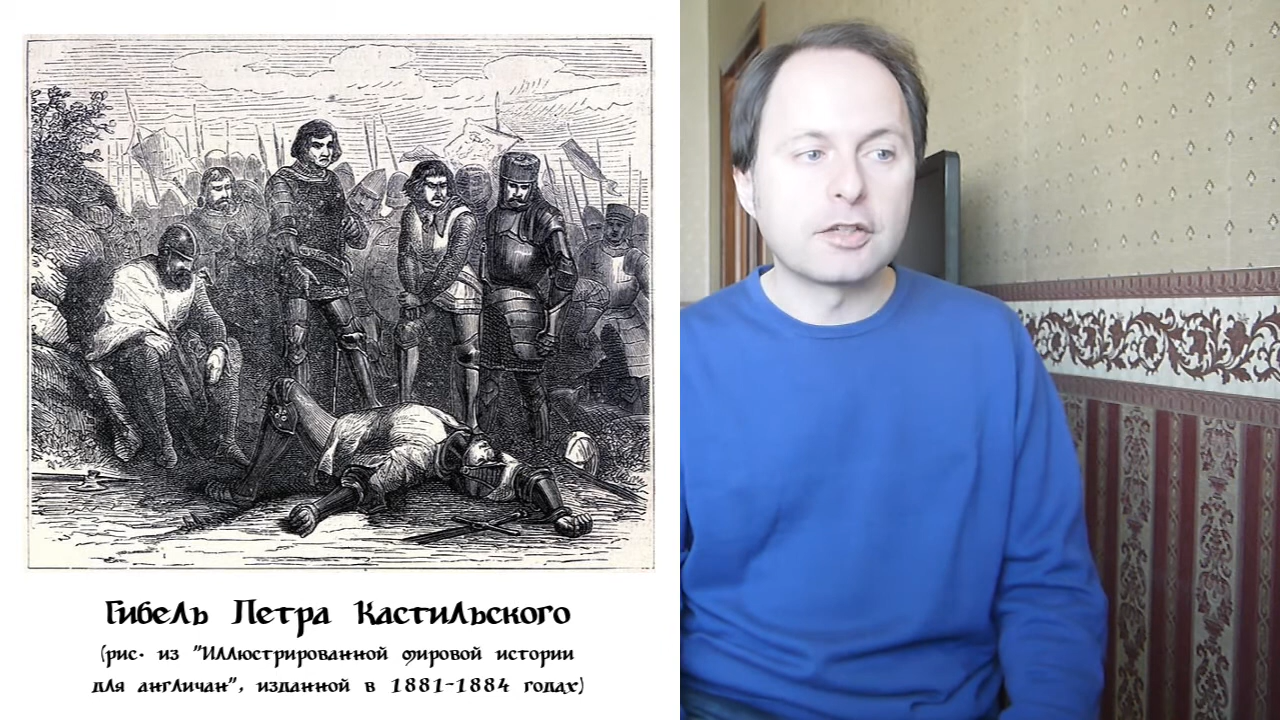 Гибель Петра Кастильского
(рис. из "Иллюстрированной мировой истории
для англичан", изданной в 1881-1884 годах)